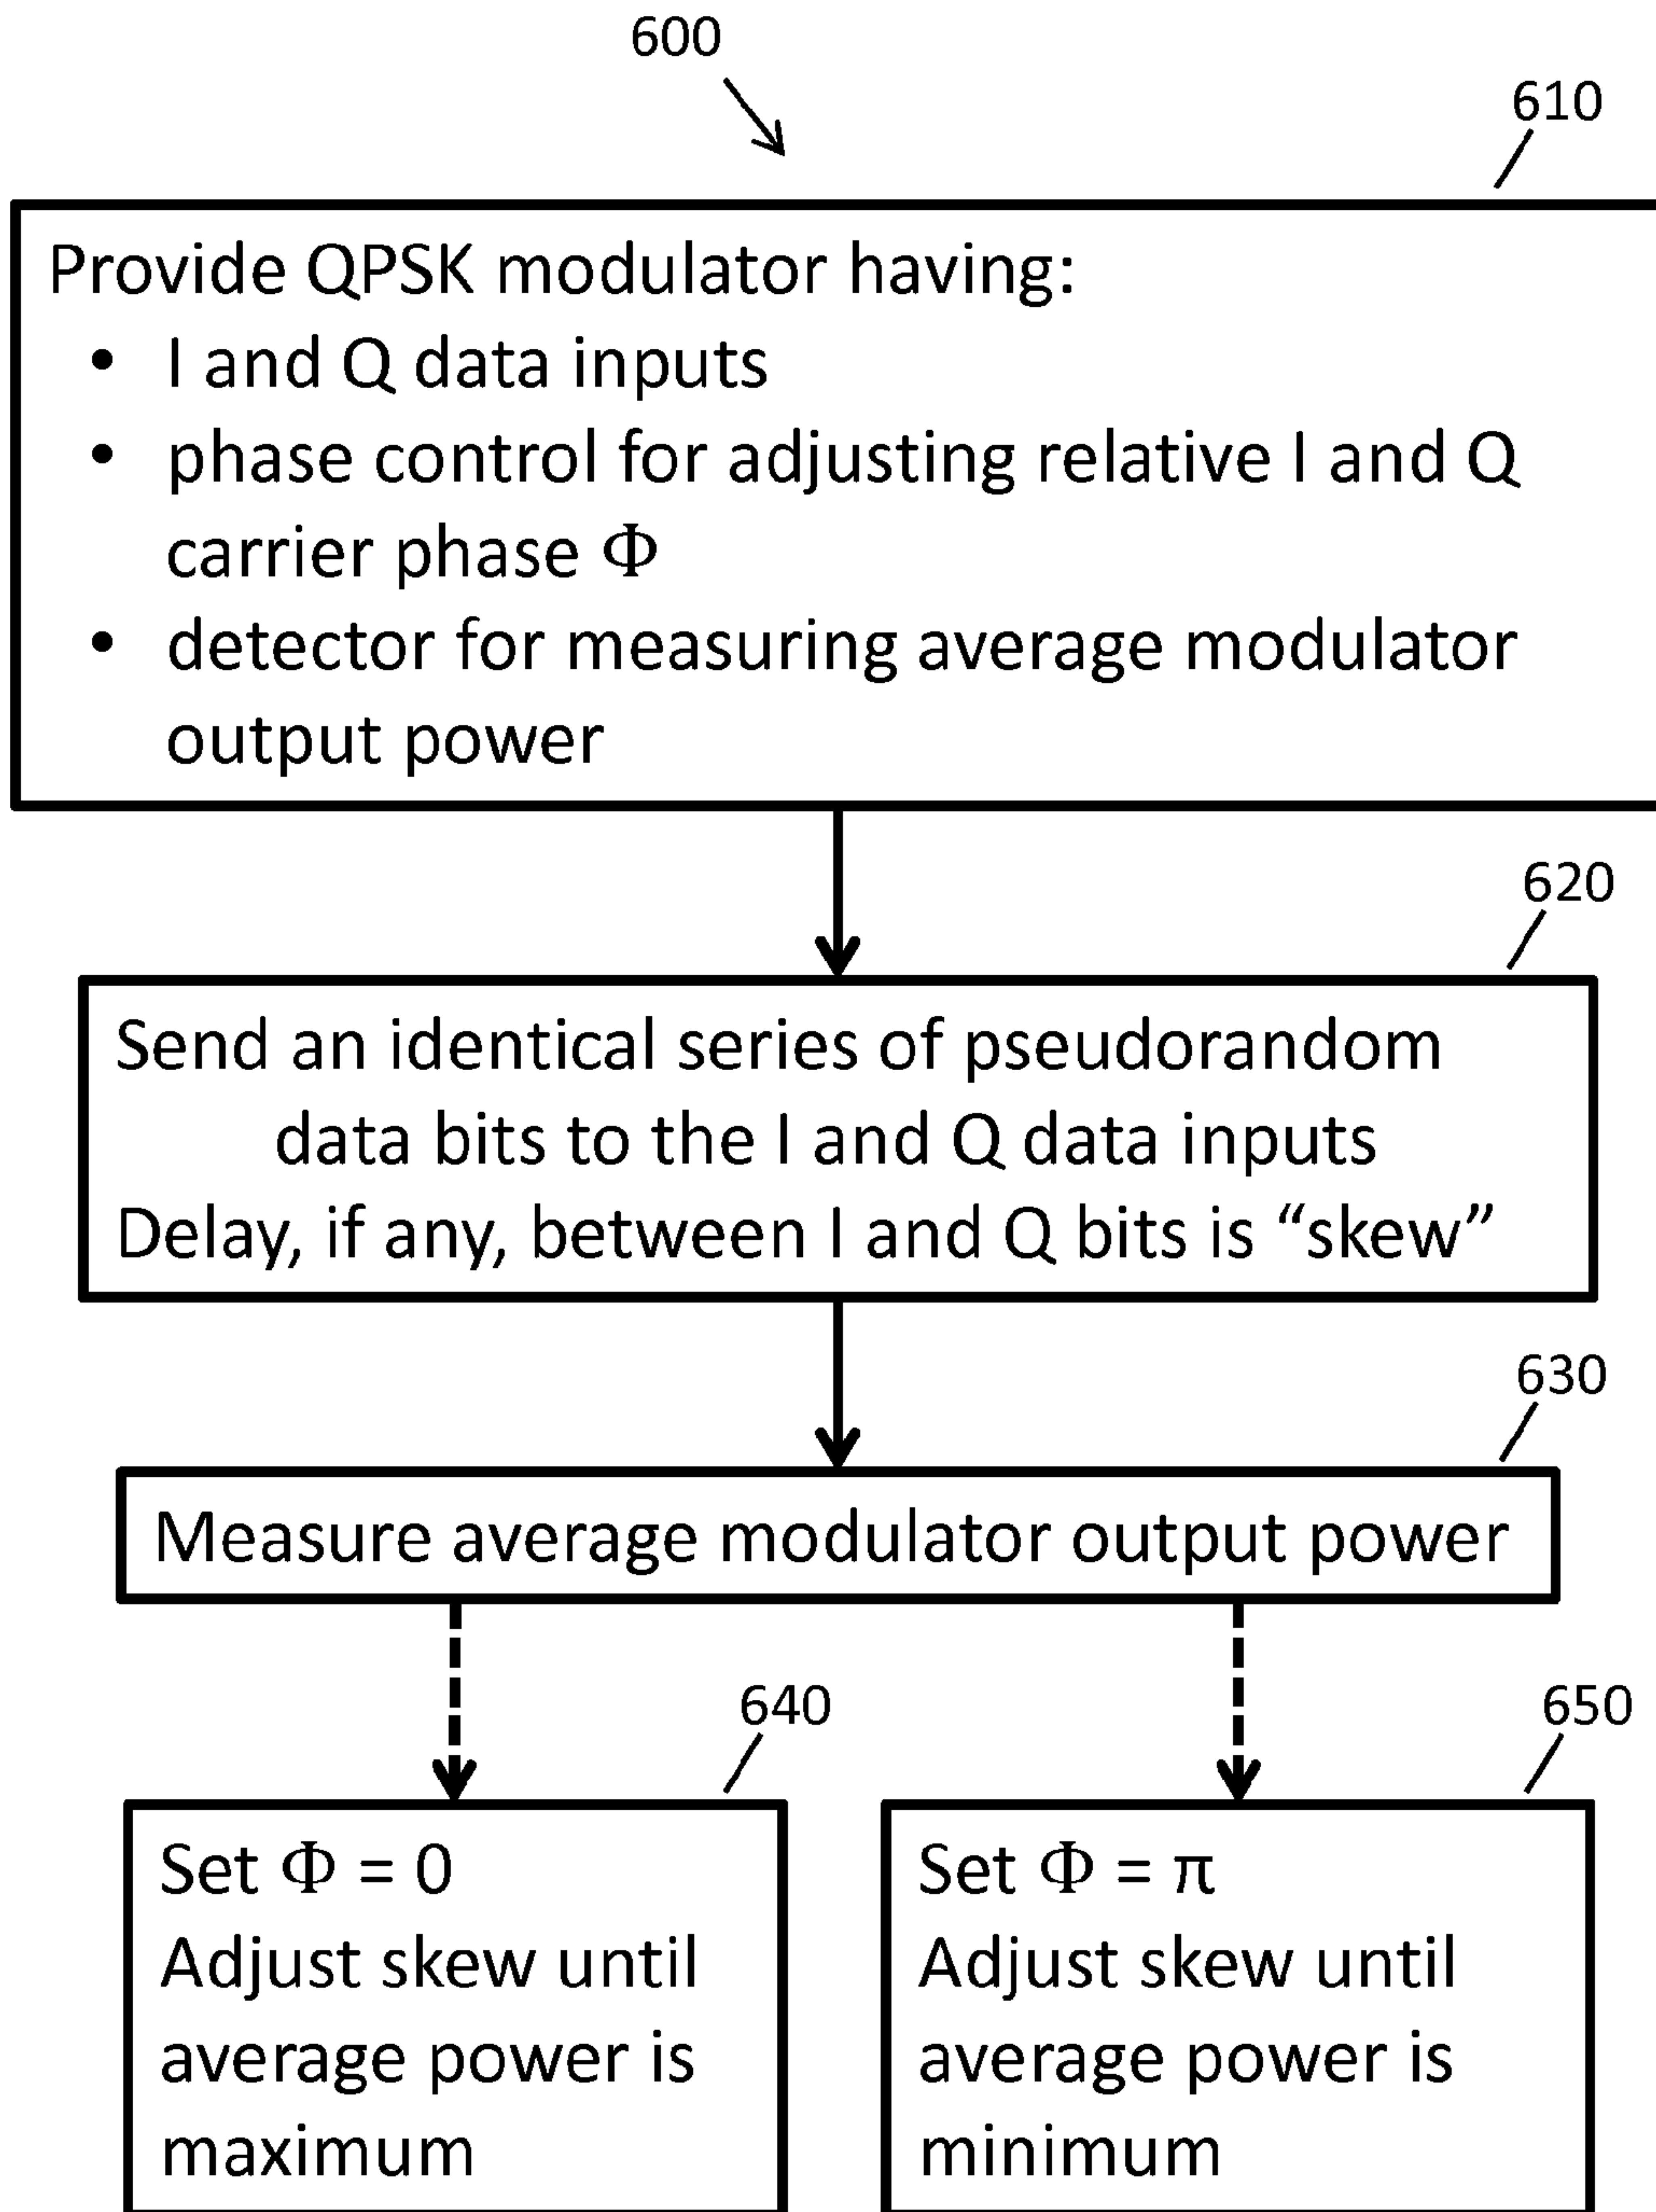 600
610
Provide QPSK modulator having:
• I and Q data inputs
• phase control for adjusting relative I and Q
carrier phase Φ
• detector for measuring average modulator
output power
620
Send an identical series of pseudorandom
data bits to the I and Q data inputs
Delay, if any, between I and Q bits is “skew”
630
Measure average modulator output power
640
Set Φ = 0
Adjust skew until
average power is
maximum
650
Set Φ = π
Adjust skew until
average power is
minimum